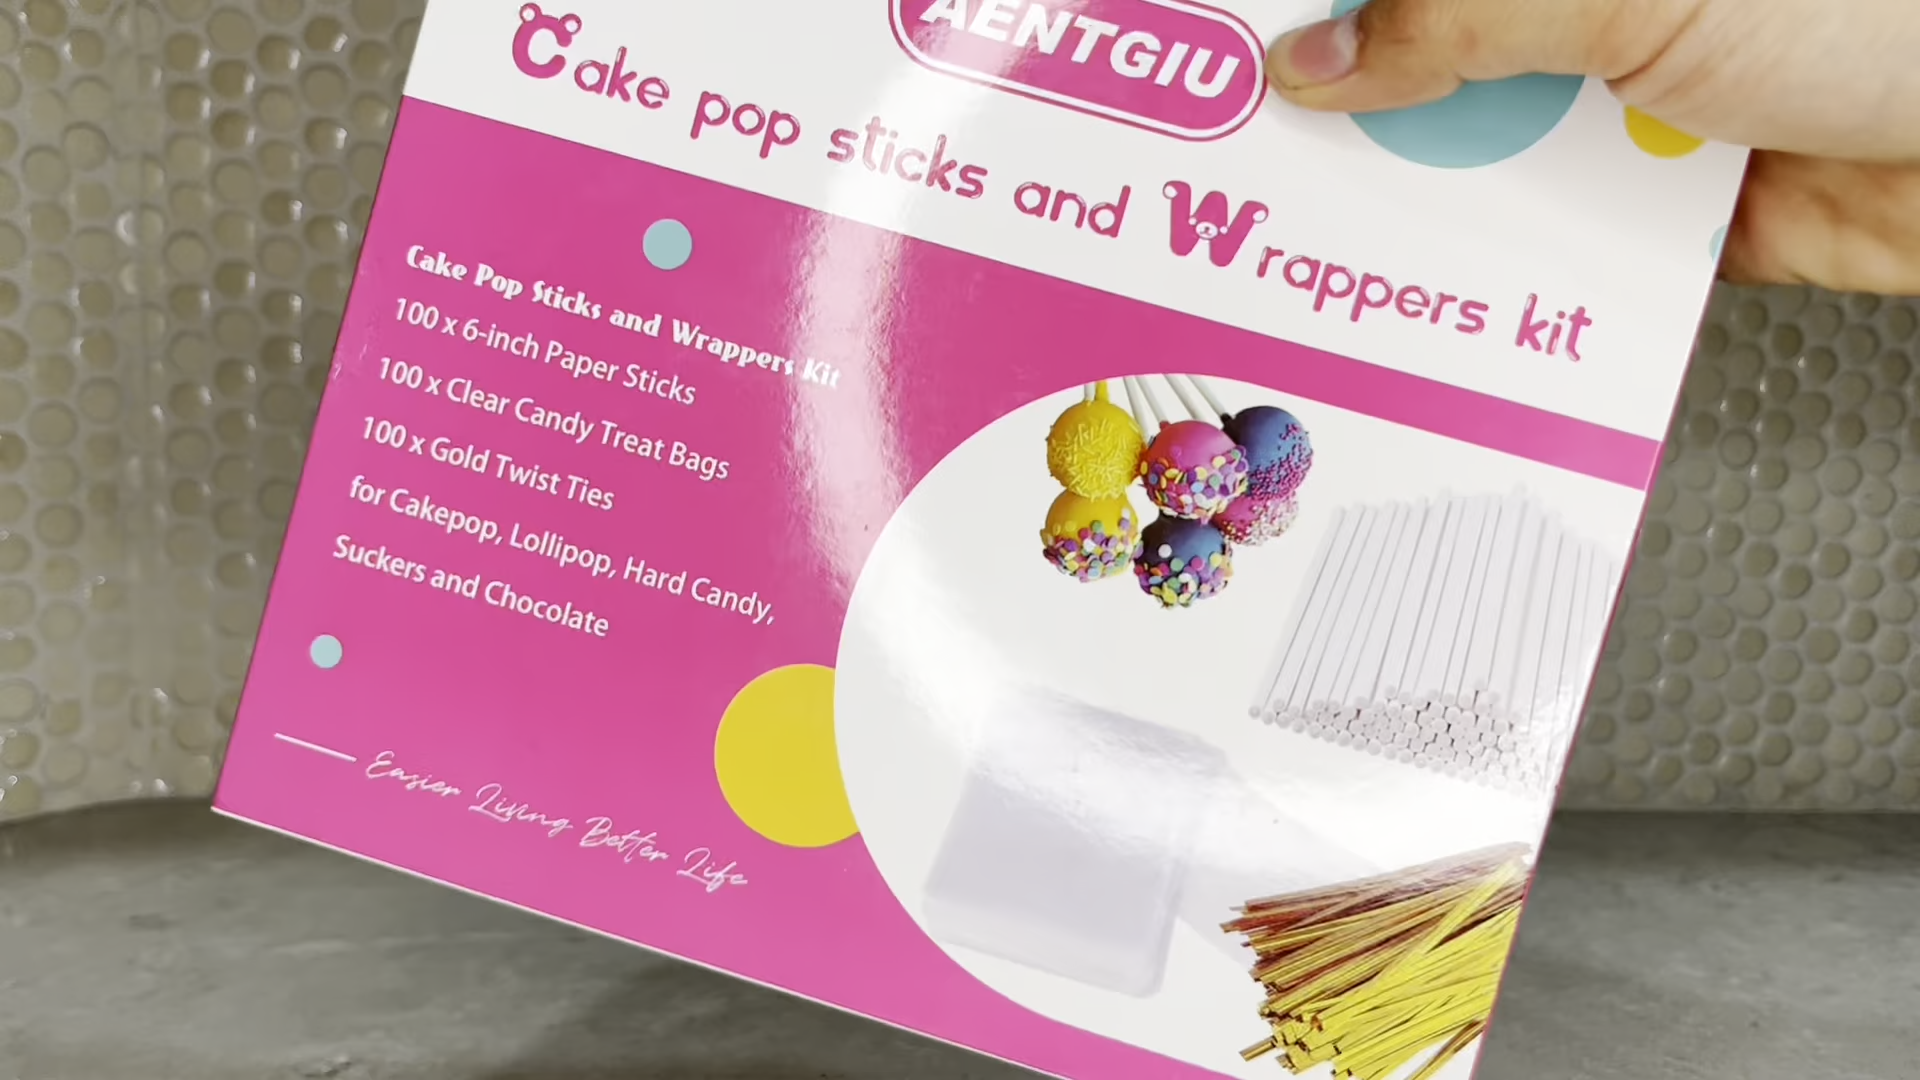 AENTGIU
Cake pop sticks and Wrappers kit
Cake Pop Sticks and Wrappers Kit
100 x 6-inch Paper Sticks
100 x Clear Candy Treat Bags
100 x Gold Twist Ties
for Cakepop, Lollipop, Hard Candy,
Suckers and Chocolate
Easier Living Better Life